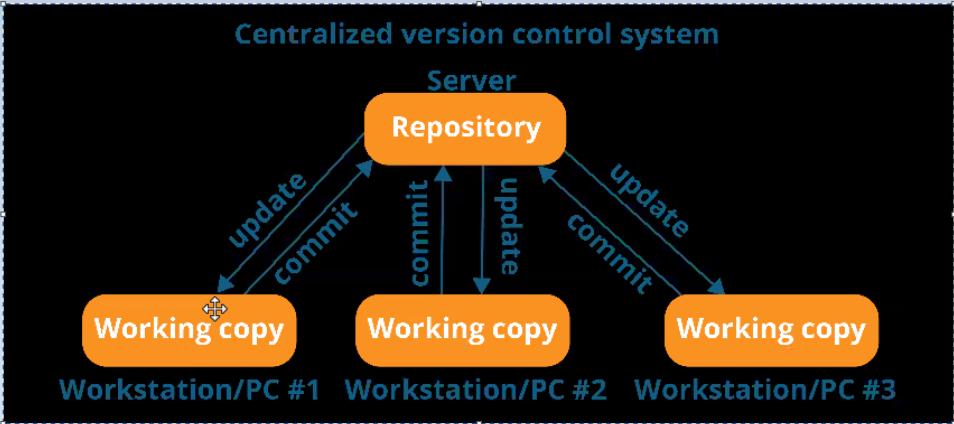 Centralized version control system
Server
Repository
update
commit
commit
update
commit
update
Working copy
Working copy
Working copy
Workstation/PC #1
Workstation/PC #2
Workstation/PC #3